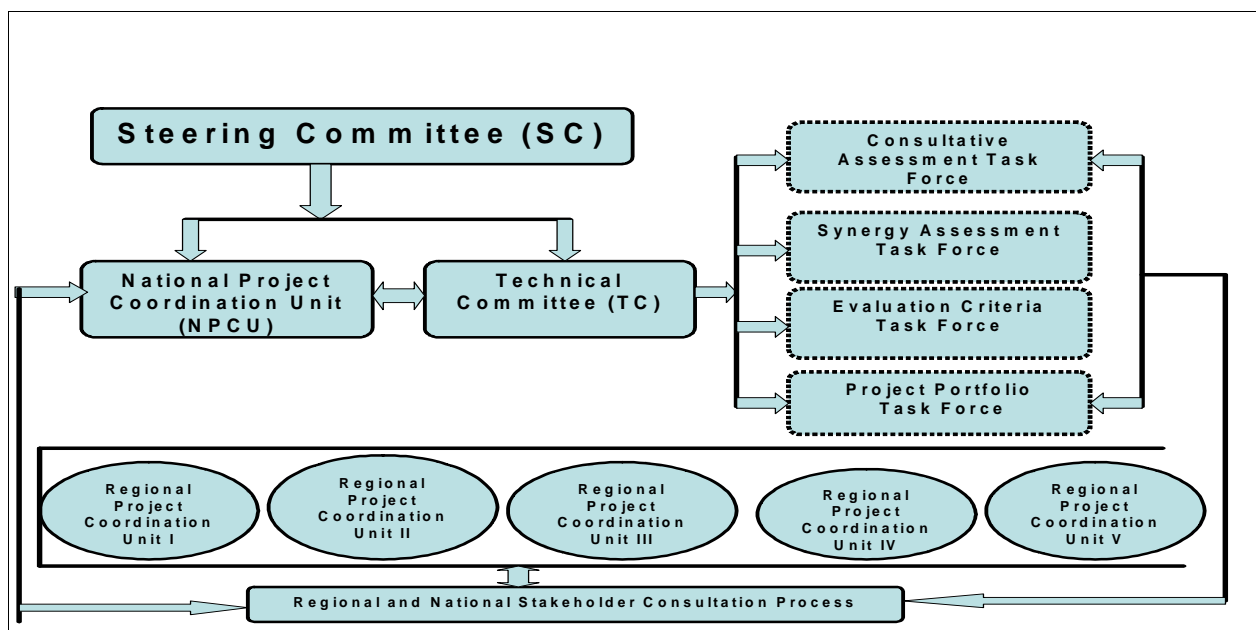 Steering Committee (SC)
Consultative
Assessment Task
Force
Synergy Assessment
Task Force
National Project
Coordination Unit
(NPCU)
Technical
Committee (TC)
Evaluation Criteria
Task Force
Project Portfolio
Task Force
Regional
Project
Coordination
Unit I
Regional
Project
Coordination
Unit II
Regional
Project
Coordination
Unit III
Regional
Project
Coordination
Unit IV
Regional
Project
Coordination
Unit V
Regional and National Stakeholder Consultation Process